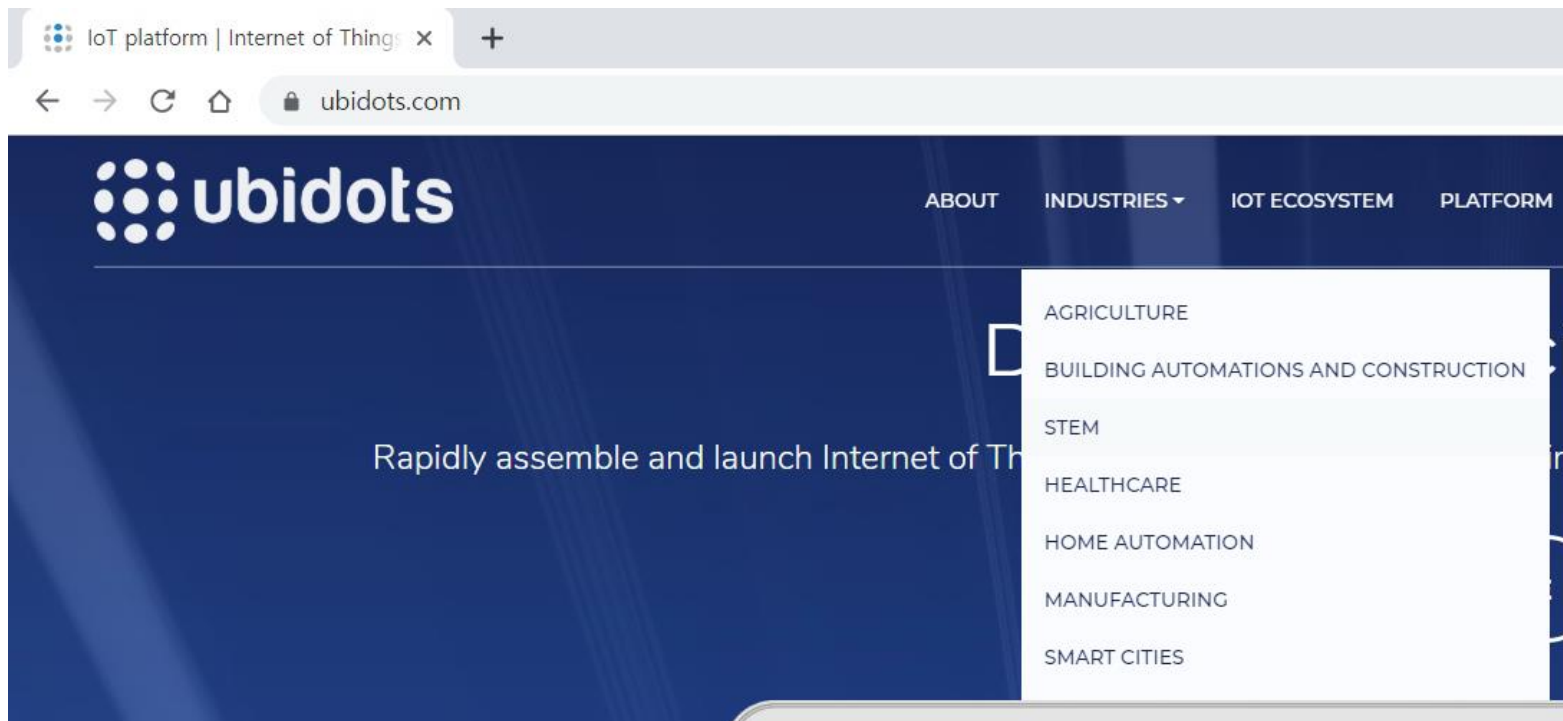 IoT platform | Internet of Things
ubidots.com
ubidots
ABOUT INDUSTRIES IOT ECOSYSTEM PLATFORM
AGRICULTURE
BUILDING AUTOMATIONS AND CONSTRUCTION
STEM
Rapidly assemble and launch Internet of Th
HEALTHCARE
HOME AUTOMATION
MANUFACTURING
SMART CITIES